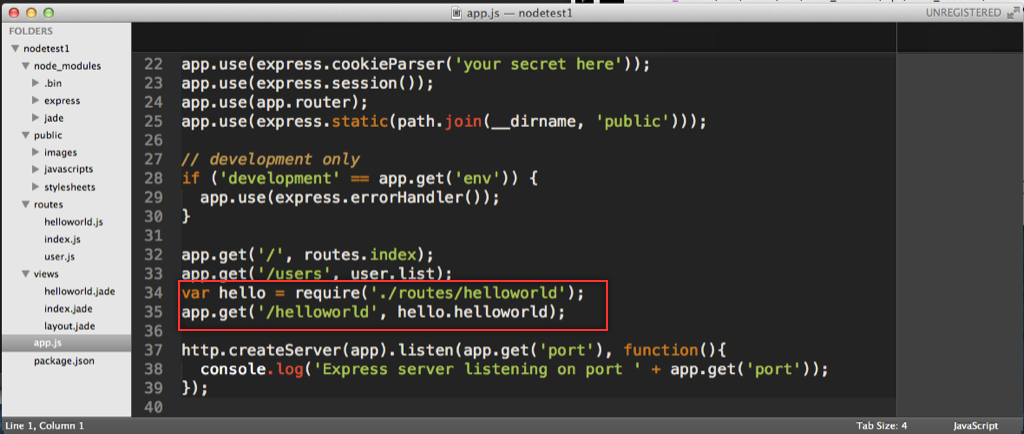 app.js — nodetest1
UNREGISTERED
FOLDERS
nodetest1
node_modules
.bin
express
jade
public
images
javascripts
stylesheets
routes
helloworld.js
index.js
user.js
views
helloworld.jade
index.jade
layout.jade
app.js
package.json
22 app.use(express.cookieParser('your secret here'));
23 app.use(express.session());
24 app.use(app.router);
25 app.use(express.static(path.join(__dirname, 'public')));
26
27 // development only
28 if ('development' == app.get('env')) {
29   app.use(express.errorHandler());
30 }
31
32 app.get('/', routes.index);
33 app.get('/users', user.list);
34 var hello = require('./routes/helloworld');
35 app.get('/helloworld', hello.helloworld);
36
37 http.createServer(app).listen(app.get('port'), function(){
38   console.log('Express server listening on port ' + app.get('port'));
39 });
40
Line 1, Column 1
Tab Size: 4
JavaScript